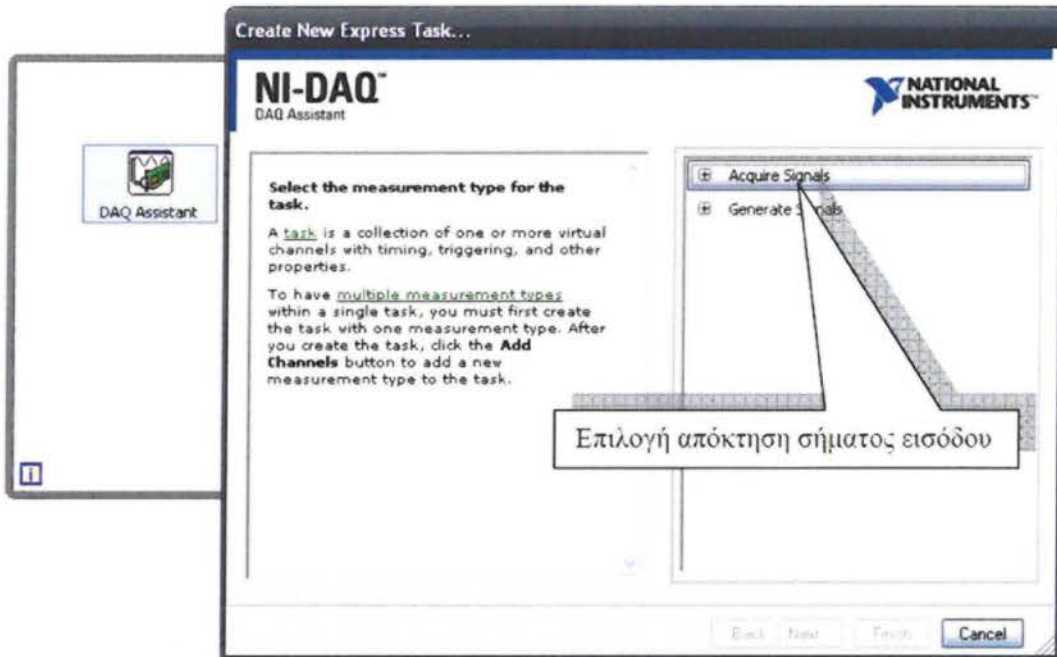 Create New Express Task...
NI-DAQ™
DAQ Assistant
NATIONAL
INSTRUMENTS™
DAQ Assistant
Select the measurement type for the
task.
A task is a collection of one or more virtual
channels with timing, triggering, and other
properties.
To have multiple measurement types
within a single task, you must first create
the task with one measurement type. After
you create the task, click the Add
Channels button to add a new
measurement type to the task.
Acquire Signals
Generate Signals
Επιλογή απόκτηση σήματος εισόδου
i
Back Next Finish Cancel